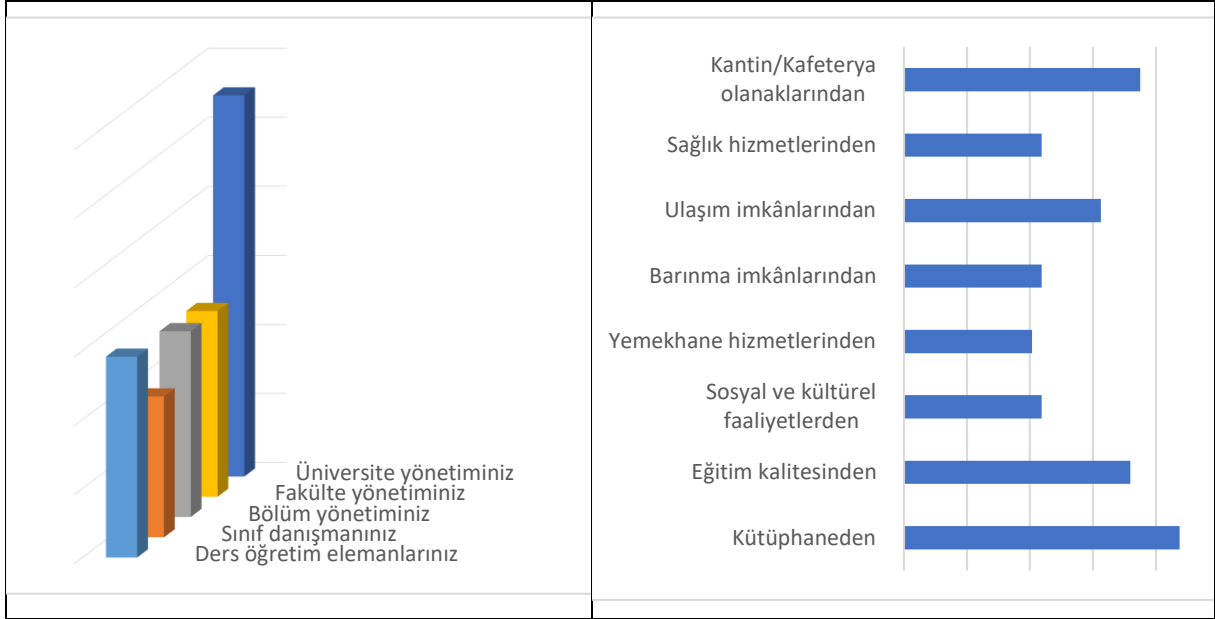 Üniversite yönetiminiz
Fakülte yönetiminiz
Bölüm yönetiminiz
Sınıf danışmanınız
Ders öğretim elemanlarınız
Kantin/Kafeterya
olanaklarından
Sağlık hizmetlerinden
Ulaşım imkânlarından
Barınma imkânlarından
Yemekhane hizmetlerinden
Sosyal ve kültürel
faaliyetlerden
Eğitim kalitesinden
Kütüphaneden